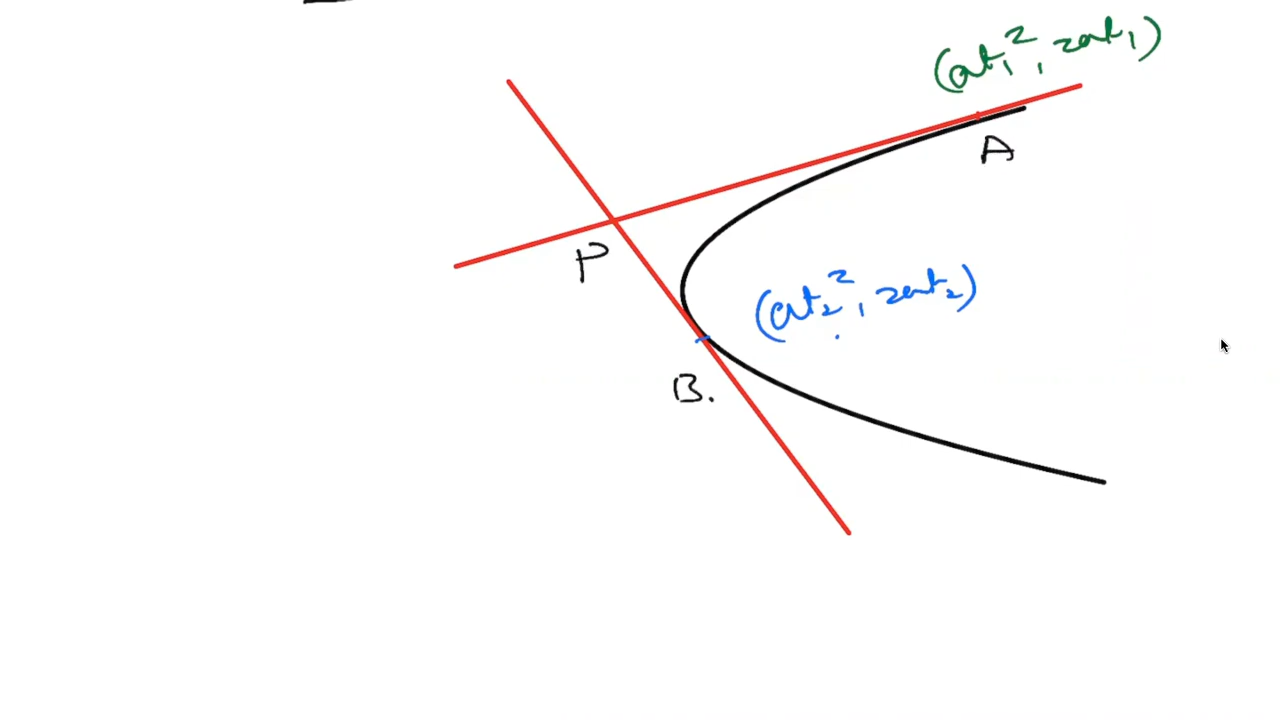 (at₁², 2at₁)
A
P
(at₂², 2at₂)
B.